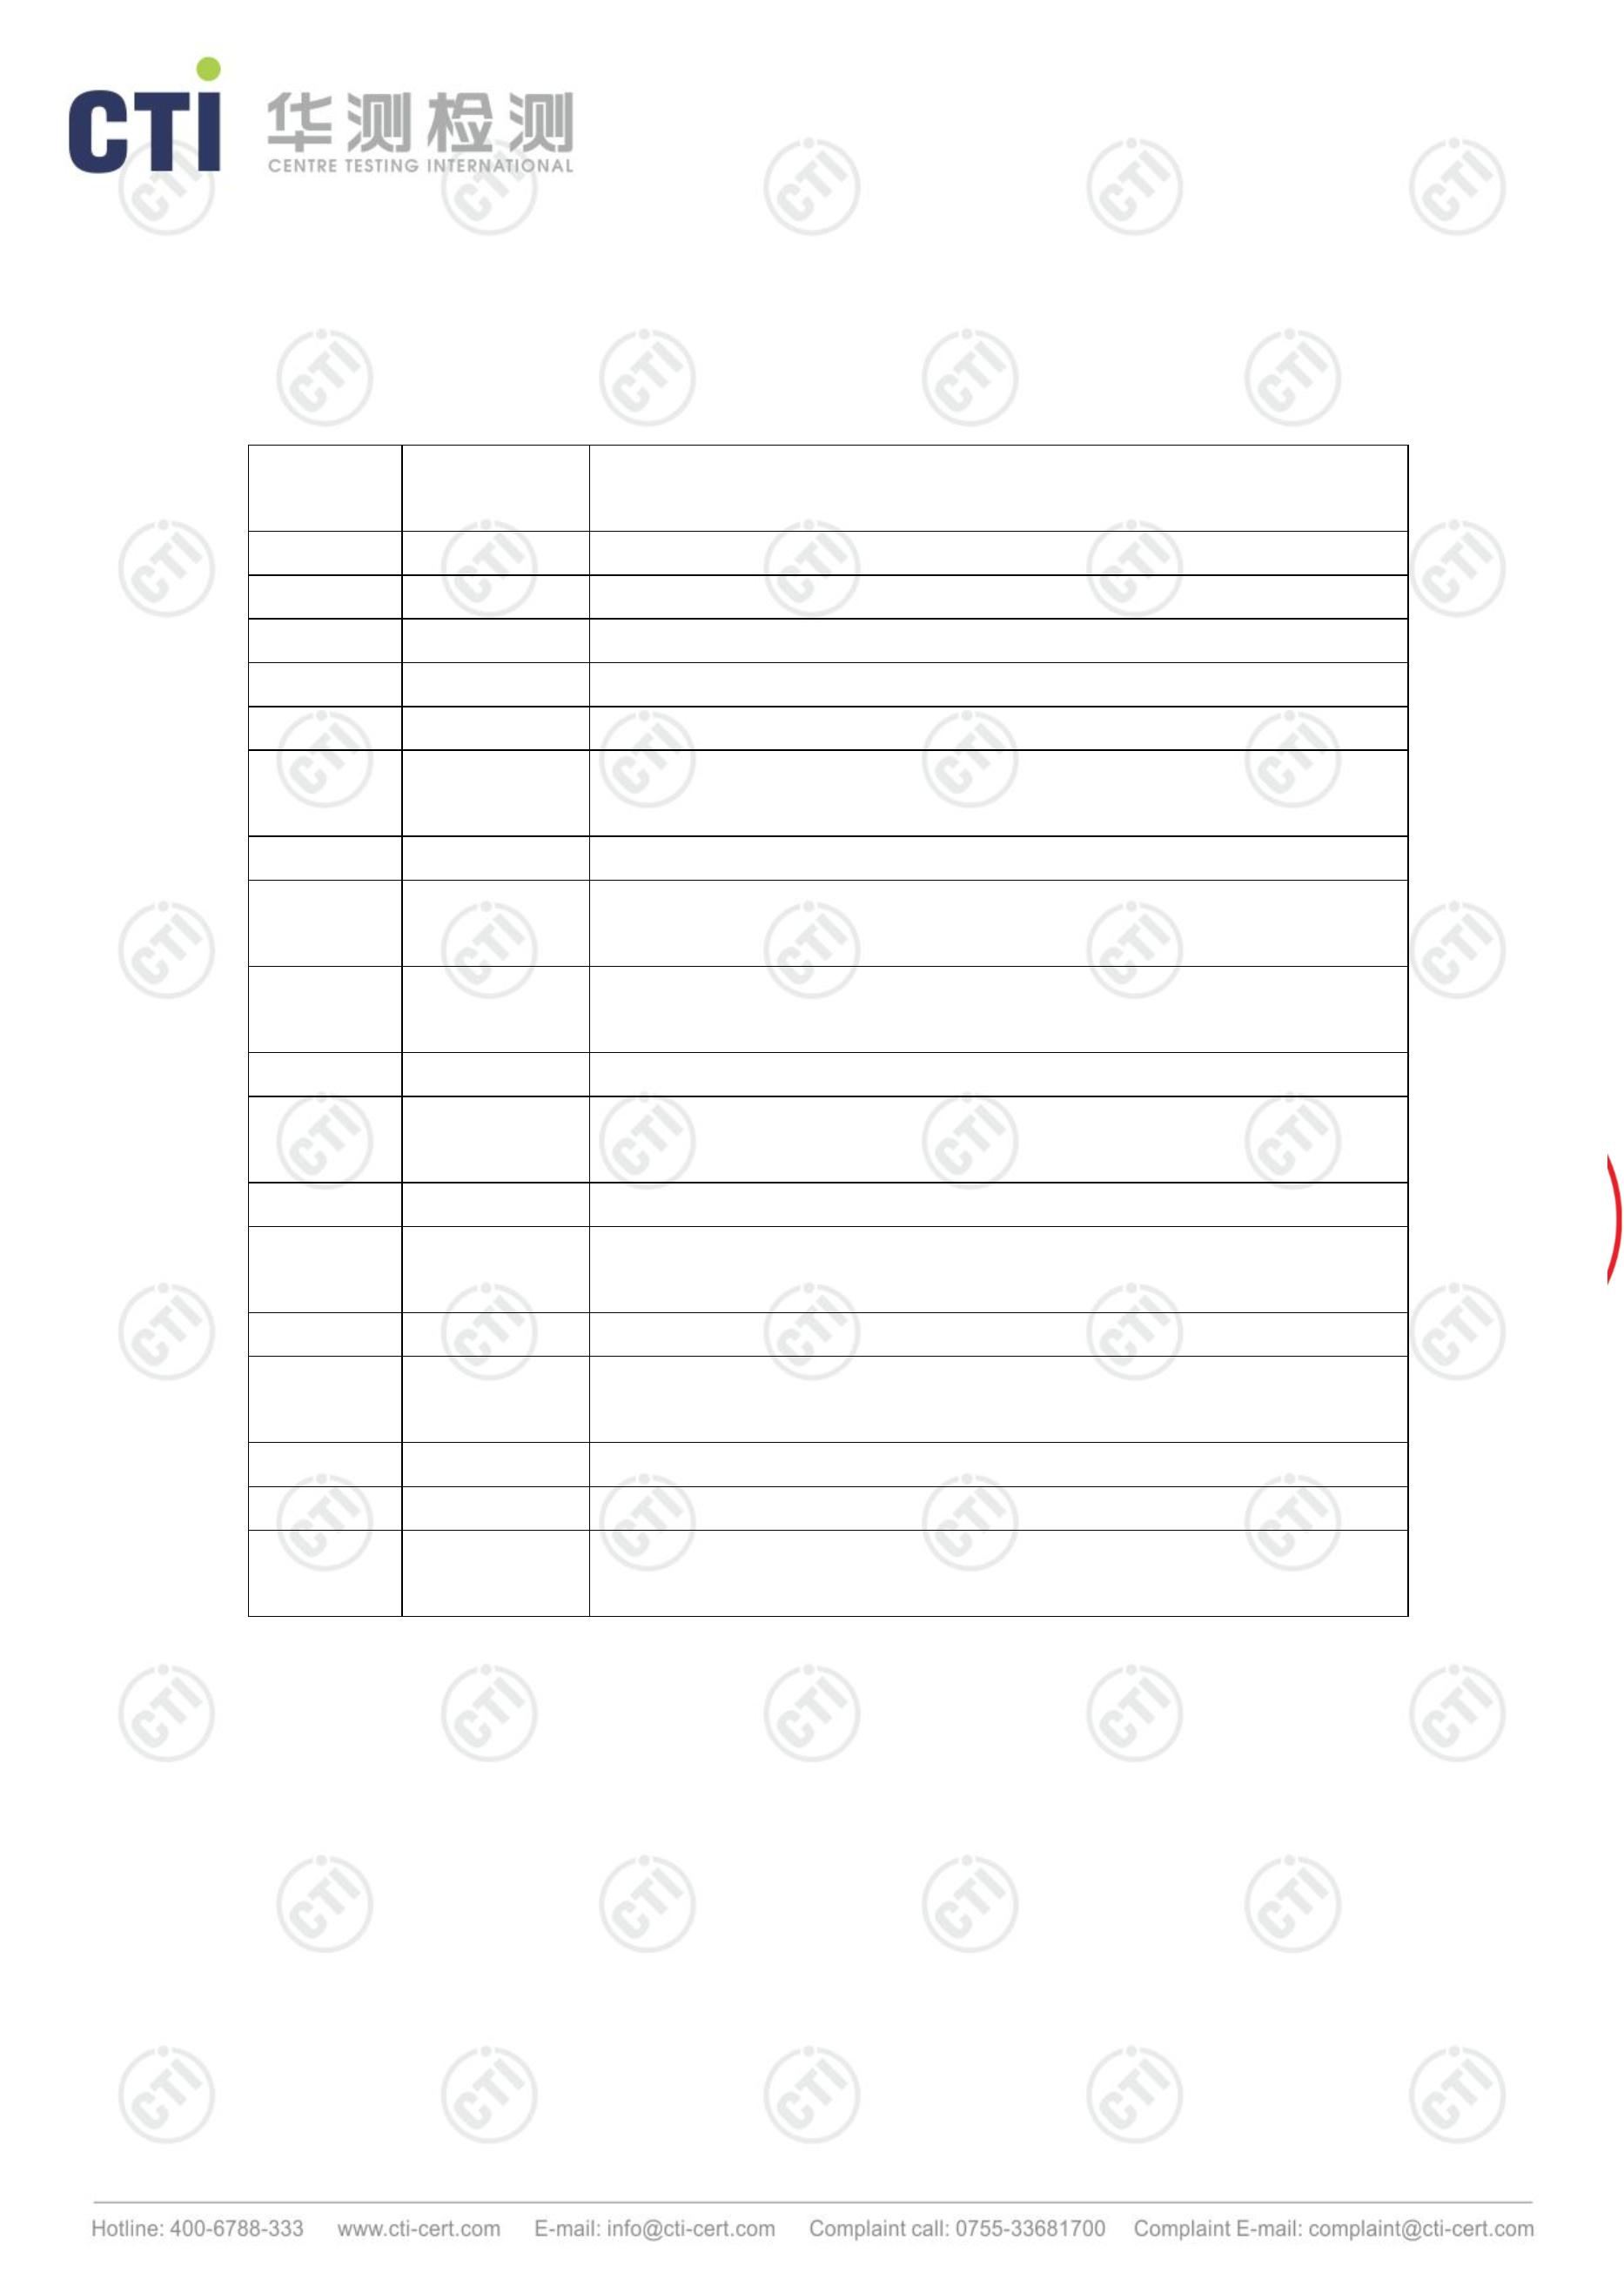 CTI 华测检测
CENTRE TESTING INTERNATIONAL
Hotline: 400-6788-333 www.cti-cert.com E-mail: info@cti-cert.com Complaint call: 0755-33681700 Complaint E-mail: complaint@cti-cert.com